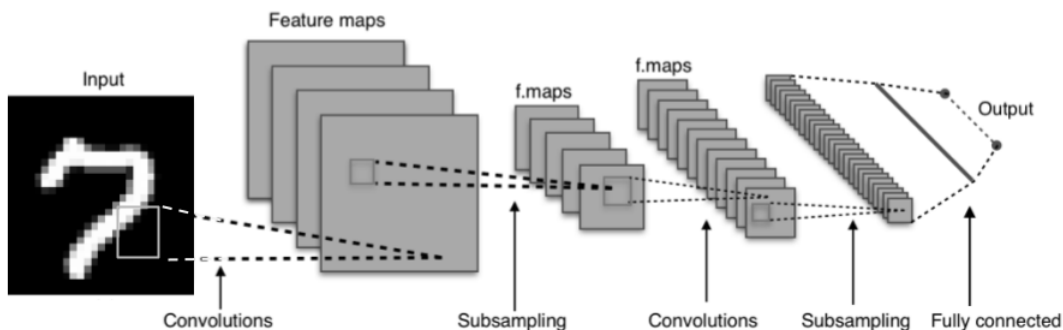 Feature maps
Input
f.maps
f.maps
Output
Convolutions
Subsampling
Convolutions
Subsampling
Fully connected